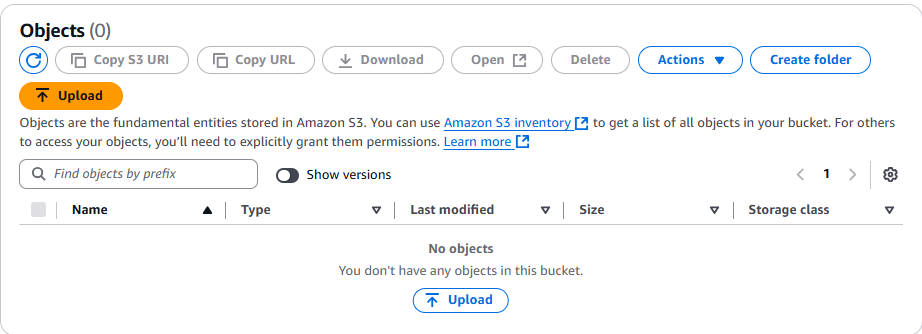 Objects (0)
Copy S3 URI Copy URL Download Open Delete Actions Create folder
Upload
Objects are the fundamental entities stored in Amazon S3. You can use Amazon S3 inventory to get a list of all objects in your bucket. For others
to access your objects, you’ll need to explicitly grant them permissions. Learn more
Find objects by prefix Show versions 1
Name Type Last modified Size Storage class
No objects
You don't have any objects in this bucket.
Upload